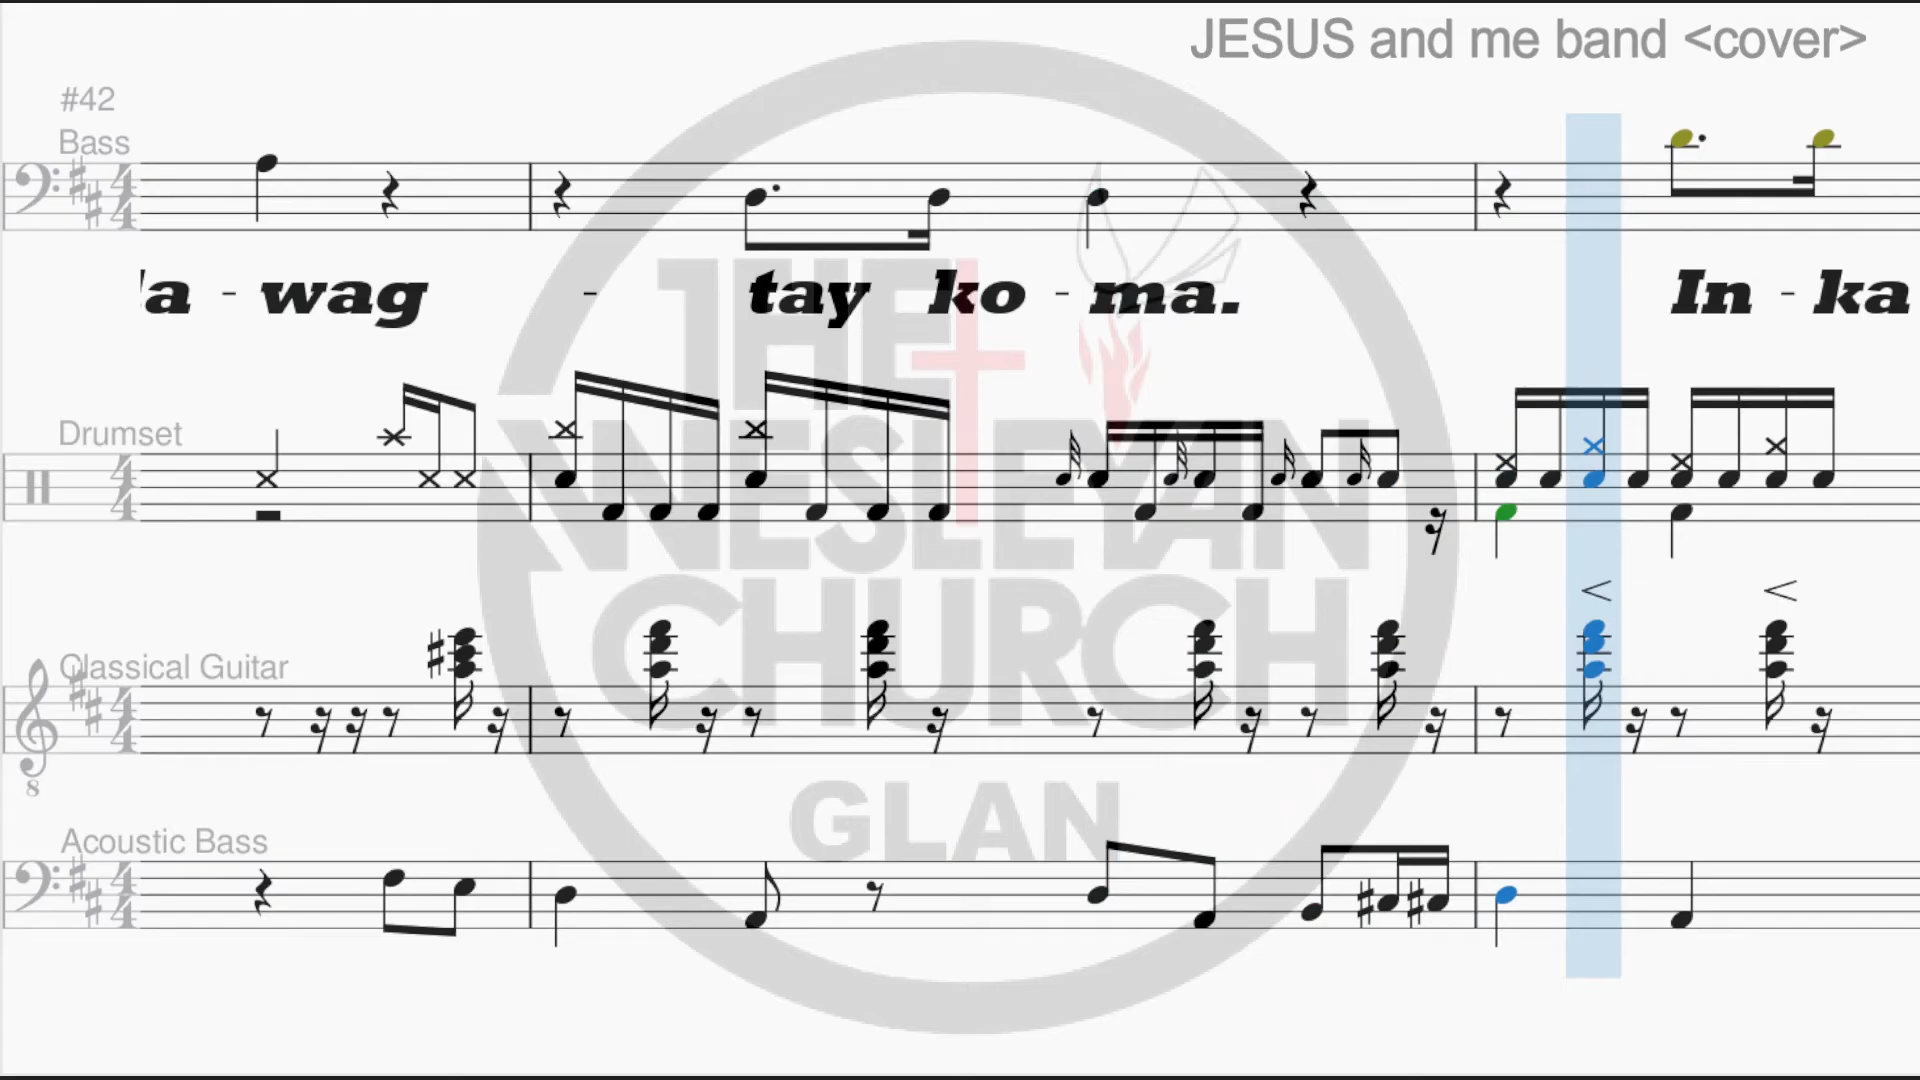 JESUS and me band <cover>
#42
Bass
la - wag - tay ko - ma. In - ka
Drumset
Classical Guitar
Acoustic Bass
THE
WESLEYAN
CHURCH
GLAN